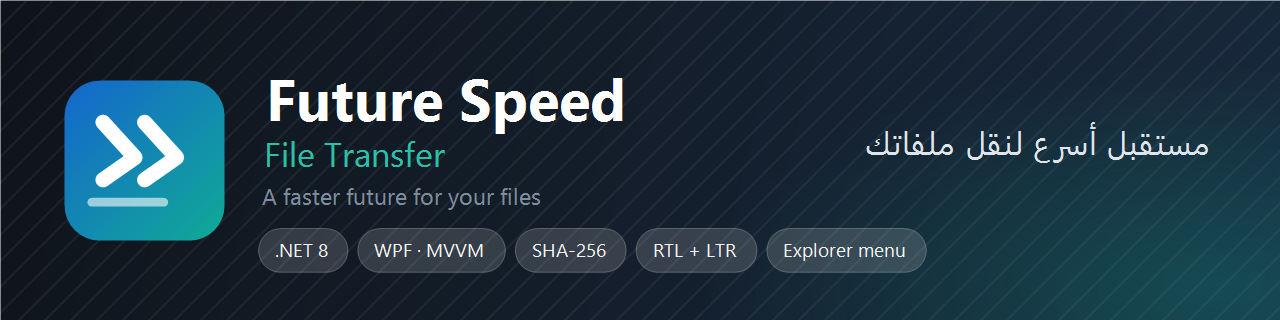 Future Speed
File Transfer
A faster future for your files
.NET 8
WPF · MVVM
SHA-256
RTL + LTR
Explorer menu
مستقبل أسرع لنقل ملفاتك